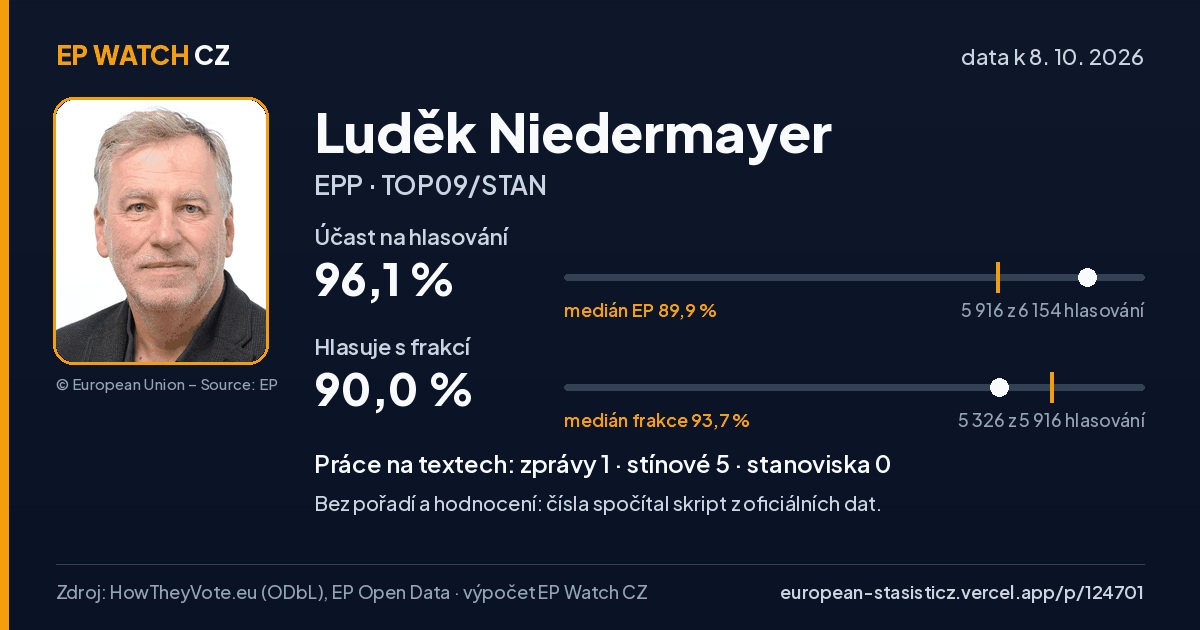 EP WATCH CZ
data k 8. 10. 2026
Luděk Niedermayer
EPP · TOP09/STAN
Účast na hlasování
96,1 %
medián EP 89,9 %
5 916 z 6 154 hlasování
Hlasuje s frakcí
90,0 %
medián frakce 93,7 %
5 326 z 5 916 hlasování
© European Union – Source: EP
Práce na textech: zprávy 1 · stínové 5 · stanoviska 0
Bez pořadí a hodnocení: čísla spočítal skript z oficiálních dat.
Zdroj: HowTheyVote.eu (ODbL), EP Open Data · výpočet EP Watch CZ
european-stasisticz.vercel.app/p/124701